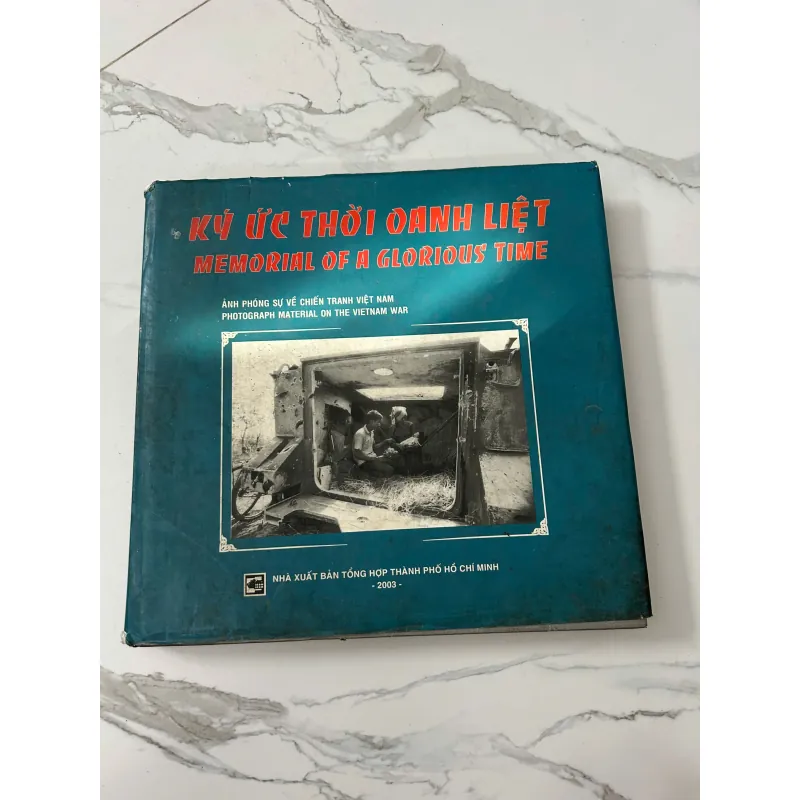 KÝ ỨC THỜI OANH LIỆT
MEMORIAL OF A GLORIOUS TIME
ẢNH PHÓNG SỰ VỀ CHIẾN TRANH VIỆT NAM
PHOTOGRAPH MATERIAL ON THE VIETNAM WAR
NHÀ XUẤT BẢN TỔNG HỢP THÀNH PHỐ HỒ CHÍ MINH
- 2003 -